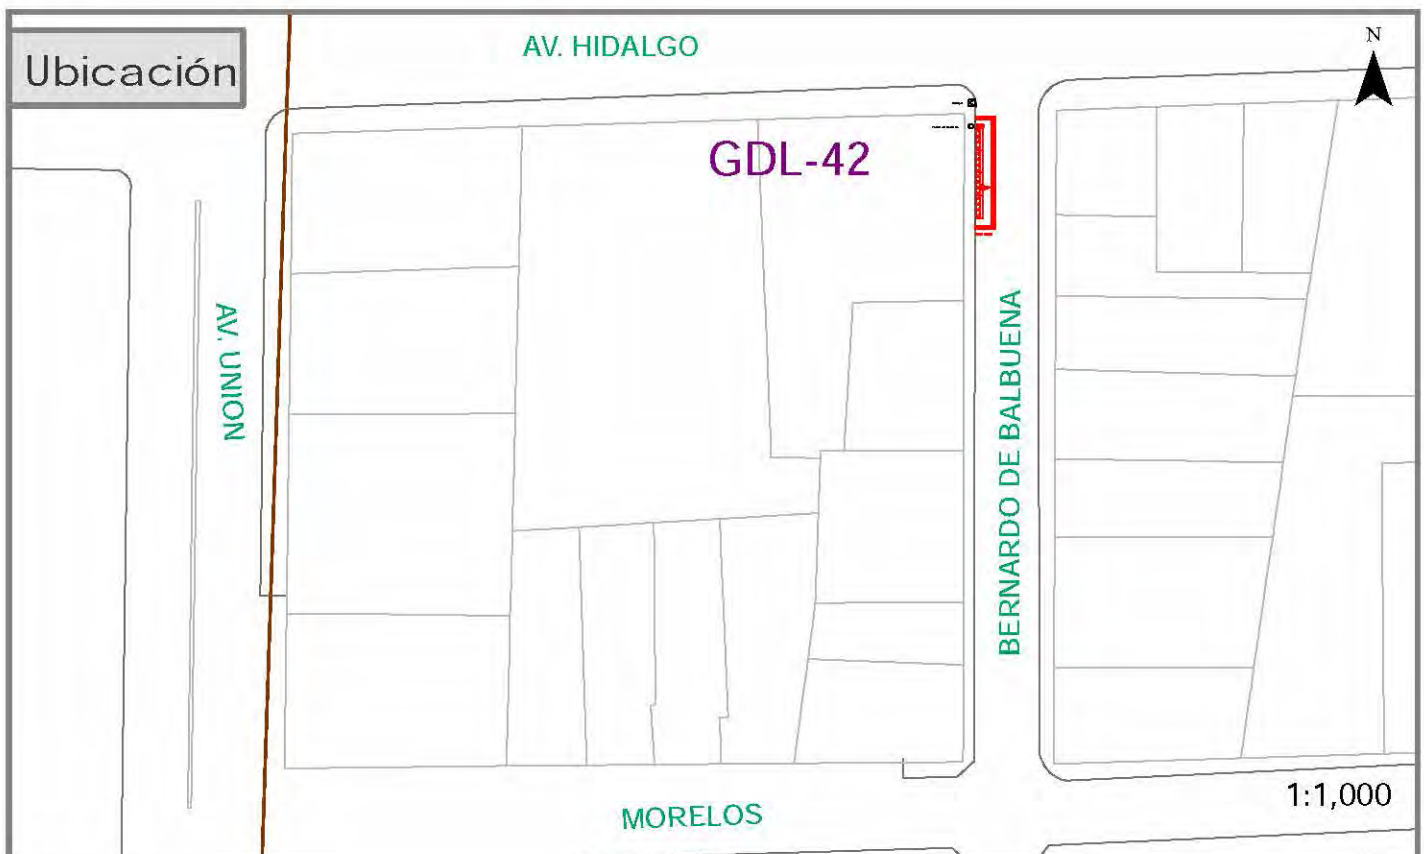 Ubicación
AV. HIDALGO
N
GDL-42
AV. UNION
BERNARDO DE BALBUENA
1:1,000
MORELOS